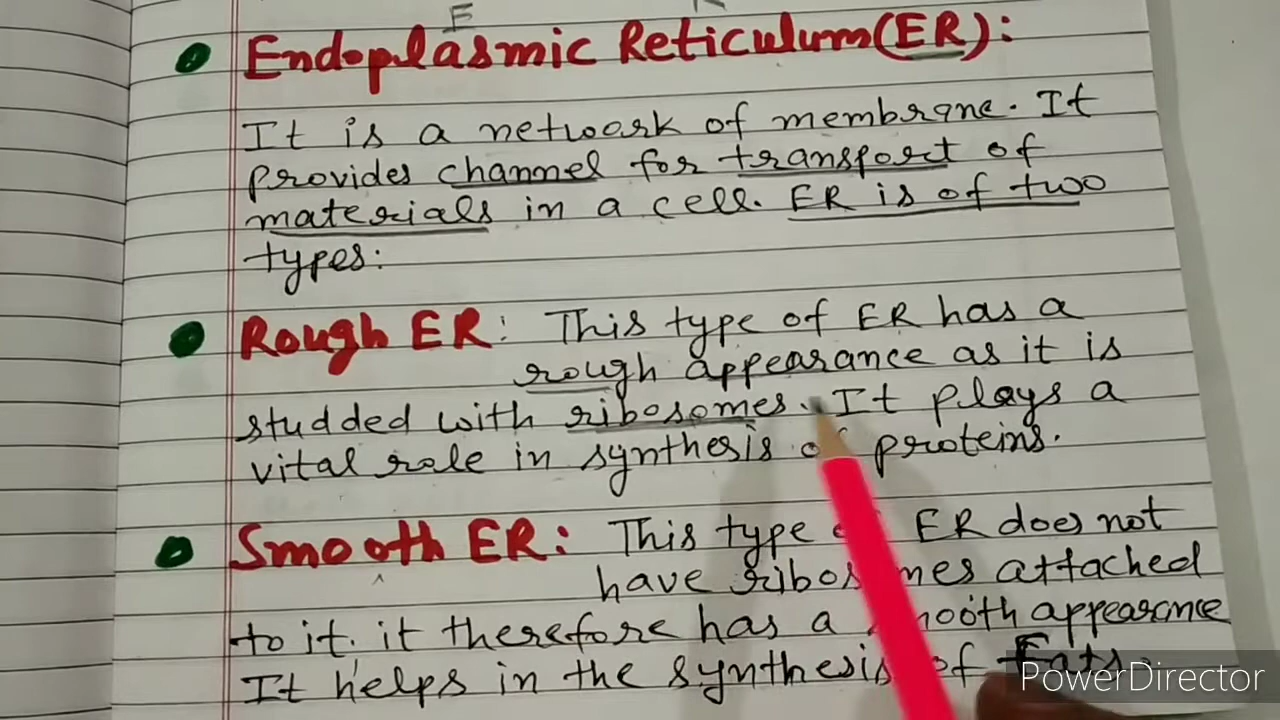 Endoplasmic Reticulum(ER):
It is a network of membrane. It
provides channel for transport of
materials in a cell. ER is of two
types:
Rough ER: This type of ER has a
rough appearance as it is
studded with ribosomes. It plays a
vital role in synthesis of proteins.
Smooth ER: This type ER does not
have ribosomes attached
to it. it therefore has a smooth appearance
It helps in the synthesis of Fats.
PowerDirector